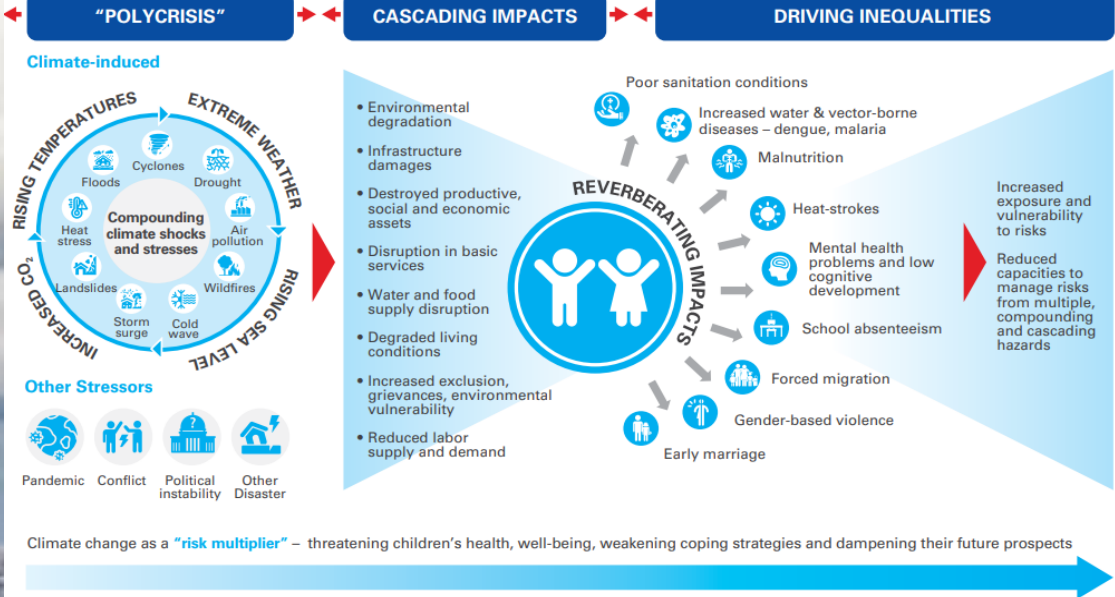 “POLYCRISIS”
CASCADING IMPACTS
DRIVING INEQUALITIES
Climate-induced
RISING TEMPERATURES
EXTREME WEATHER
RISING SEA LEVEL
INCREASED CO₂
Cyclones
Floods
Drought
Heat
stress
Compounding
climate shocks
and stresses
Air
pollution
Landslides
Wildfires
Storm
surge
Cold
wave
Other Stressors
?
Pandemic
Conflict
Political
instability
Other
Disaster
• Environmental
degradation
• Infrastructure
damages
• Destroyed productive,
social and economic
assets
• Disruption in basic
services
• Water and food
supply disruption
• Degraded living
conditions
• Increased exclusion,
grievances, environmental
vulnerability
• Reduced labor
supply and demand
REVERBERATING IMPACTS
Poor sanitation conditions
Increased water & vector-borne
diseases – dengue, malaria
Malnutrition
Heat-strokes
Mental health
problems and low
cognitive
development
School absenteeism
Forced migration
Gender-based violence
Early marriage
Increased
exposure and
vulnerability
to risks
Reduced
capacities to
manage risks
from multiple,
compounding
and cascading
hazards
Climate change as a “risk multiplier” – threatening children’s health, well-being, weakening coping strategies and dampening their future prospects